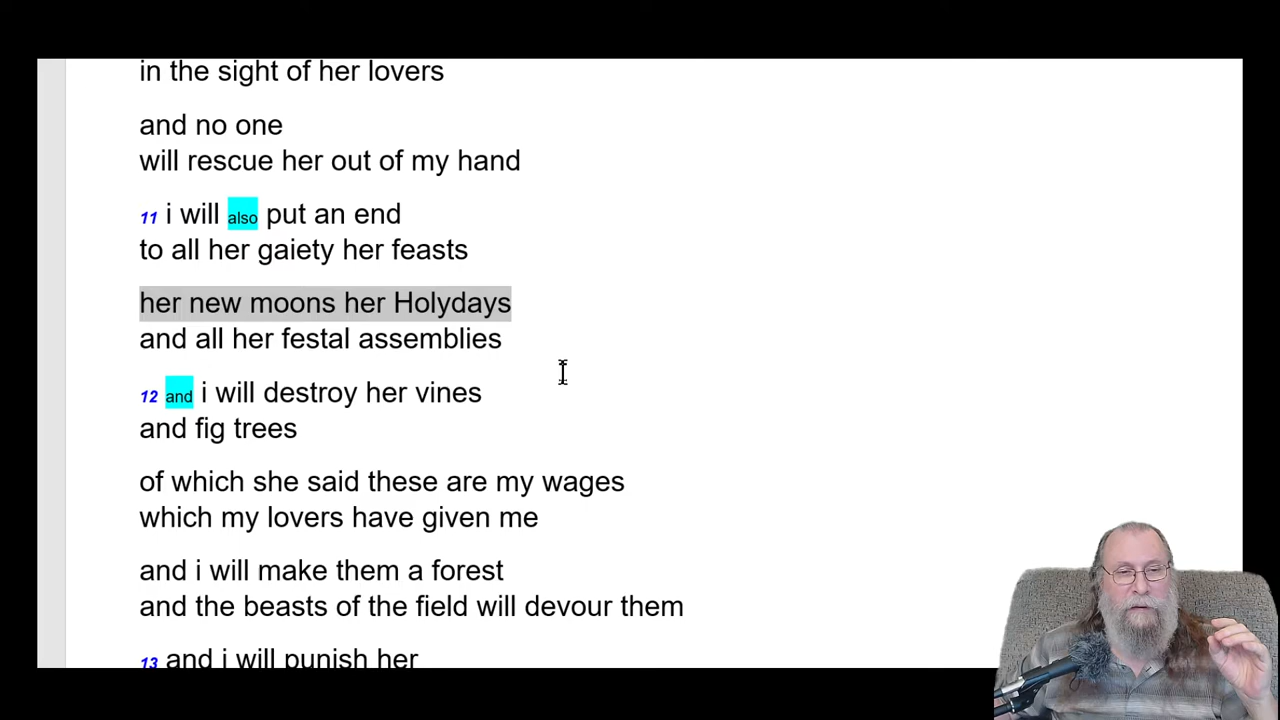 in the sight of her lovers
and no one
will rescue her out of my hand
11 i will also put an end
to all her gaiety her feasts
her new moons her Holydays
and all her festal assemblies
12 and i will destroy her vines
and fig trees
of which she said these are my wages
which my lovers have given me
and i will make them a forest
and the beasts of the field will devour them
13 and i will punish her